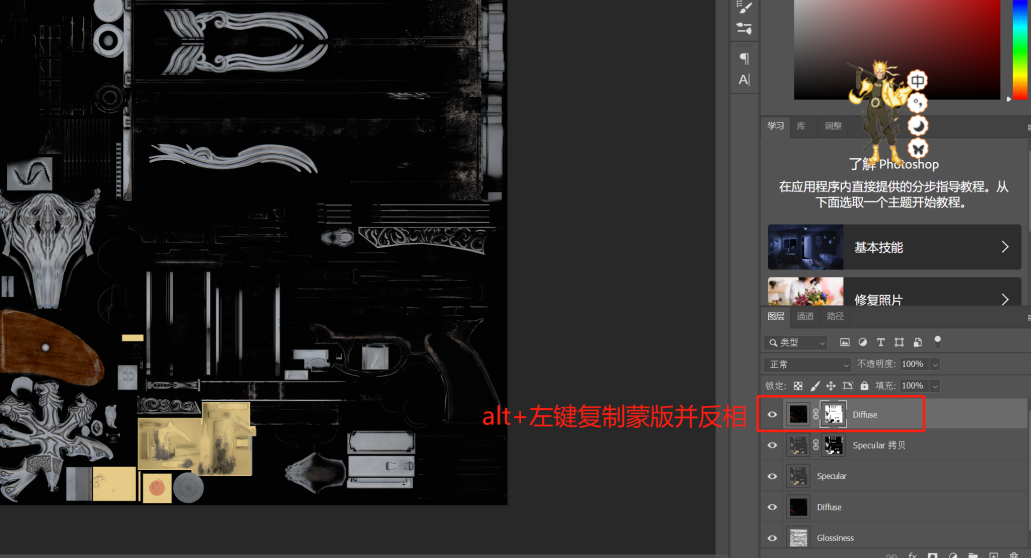 A|
中
学习 库 调整
了解 Photoshop
在应用程序内直接提供的分步指导教程。从
下面选取一个主题开始教程。
基本技能
修复照片
图层 通道 路径
类型
T
正常 不透明度: 100%
锁定: 填充: 100%
alt+左键复制蒙版并反相
Diffuse
Specular 拷贝
Specular
Diffuse
Glossiness
fx